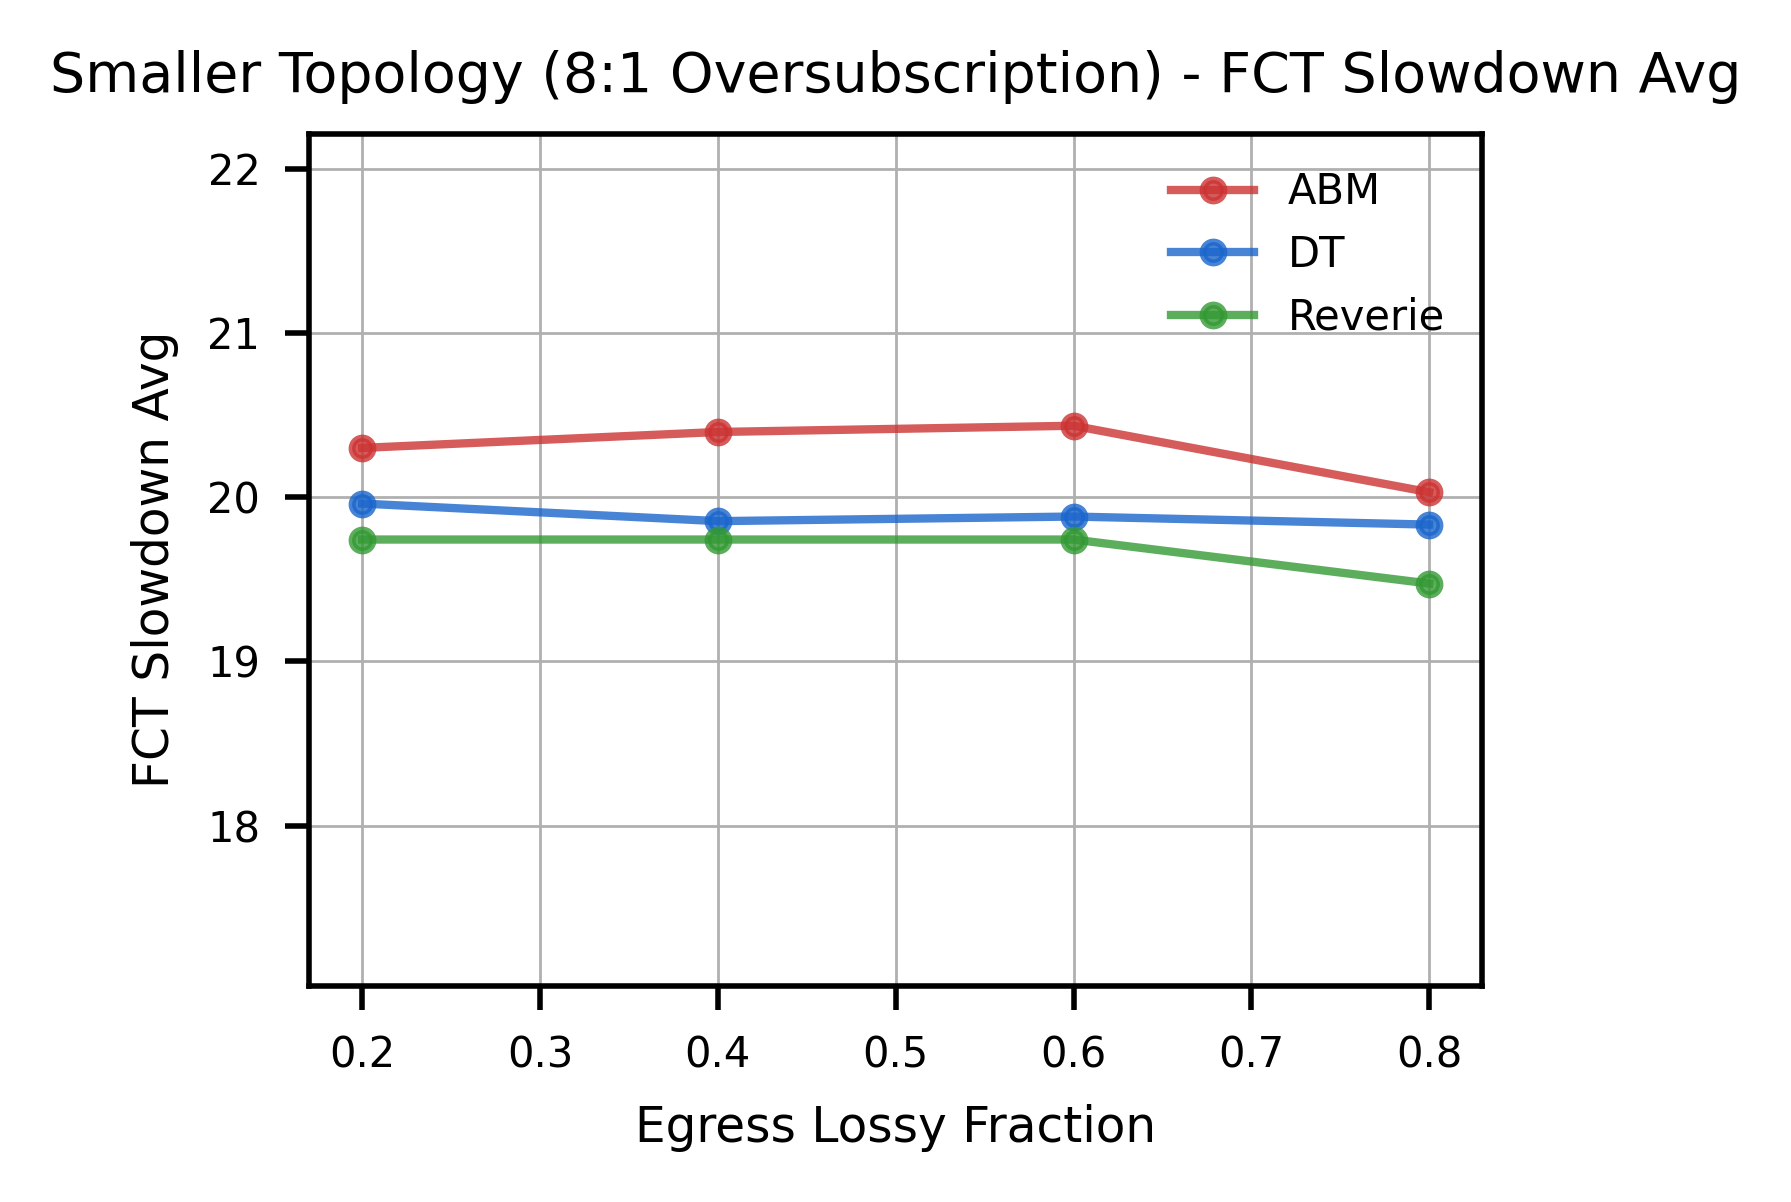 Smaller Topology (8:1 Oversubscription) - FCT Slowdown Avg
22
21
20
19
18
FCT Slowdown Avg
ABM
DT
Reverie
0.2 0.3 0.4 0.5 0.6 0.7 0.8
Egress Lossy Fraction